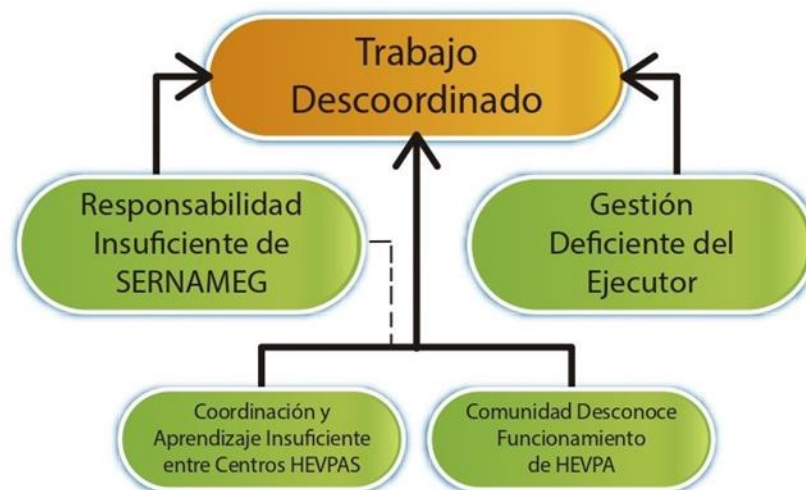 Trabajo
Descoordinado
Responsabilidad
Insuficiente de
SERNAMEG
Gestión
Deficiente del
Ejecutor
Coordinación y
Aprendizaje Insuficiente
entre Centros HEVPAS
Comunidad Desconoce
Funcionamiento
de HEVPA